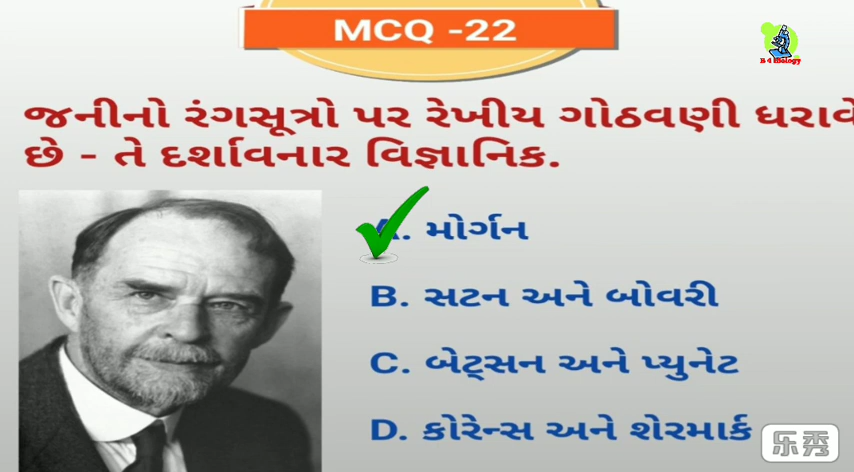 MCQ -22
B 4 Biology
જનીનો રંગસૂત્રો પર રેખીય ગોઠવણી ધરાવે
છે - તે દર્શાવનાર વિજ્ઞાનિક.
A. મોર્ગન
B. સટન અને બોવરી
C. બેટ્સન અને પ્યુનેટ
D. કોરેન્સ અને શેરમાર્ક
乐秀